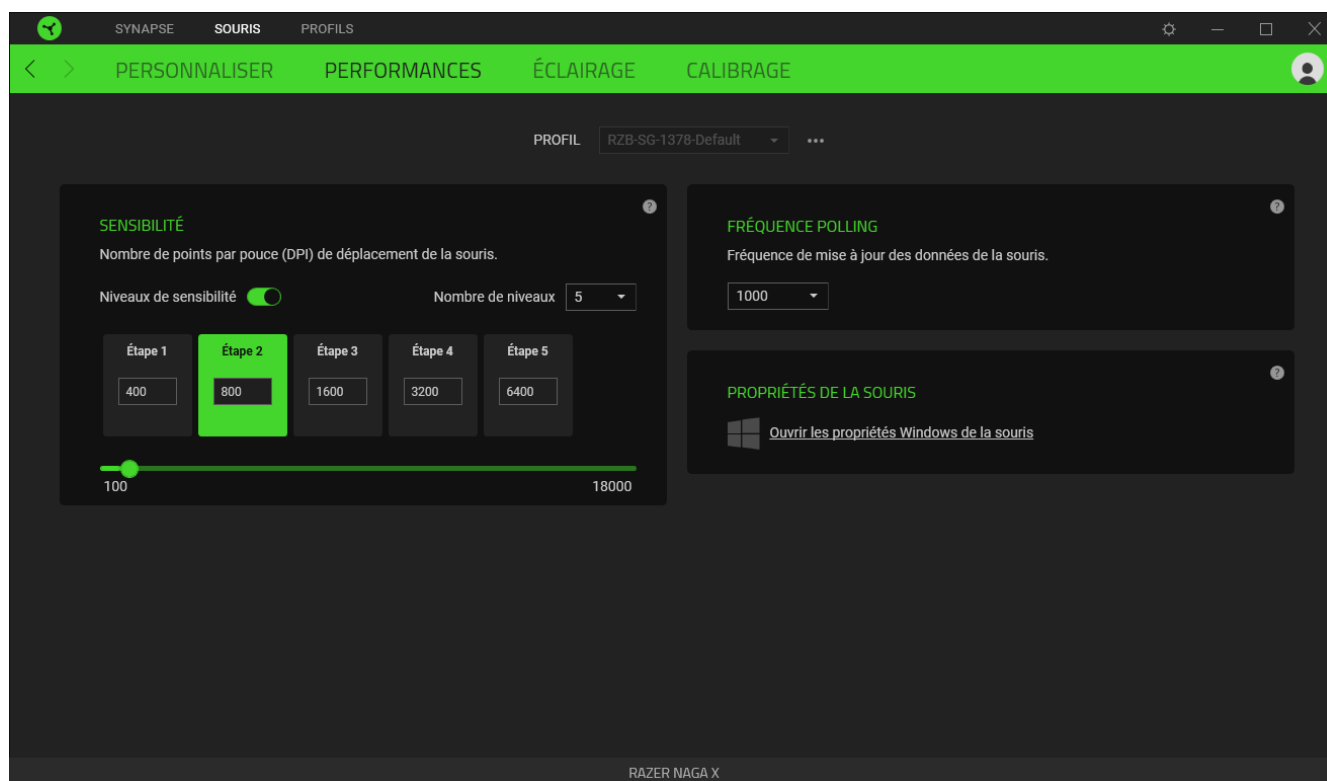 SYNAPSE SOURIS PROFILS
PERSONNALISER PERFORMANCES ÉCLAIRAGE CALIBRAGE
PROFIL RZB-SG-1378-Default
SENSIBILITÉ
Nombre de points par pouce (DPI) de déplacement de la souris.
Niveaux de sensibilité Nombre de niveaux 5
Étape 1 Étape 2 Étape 3 Étape 4 Étape 5
400 800 1600 3200 6400
100 18000
FRÉQUENCE POLLING
Fréquence de mise à jour des données de la souris.
1000
PROPRIÉTÉS DE LA SOURIS
Ouvrir les propriétés Windows de la souris
RAZER NAGA X